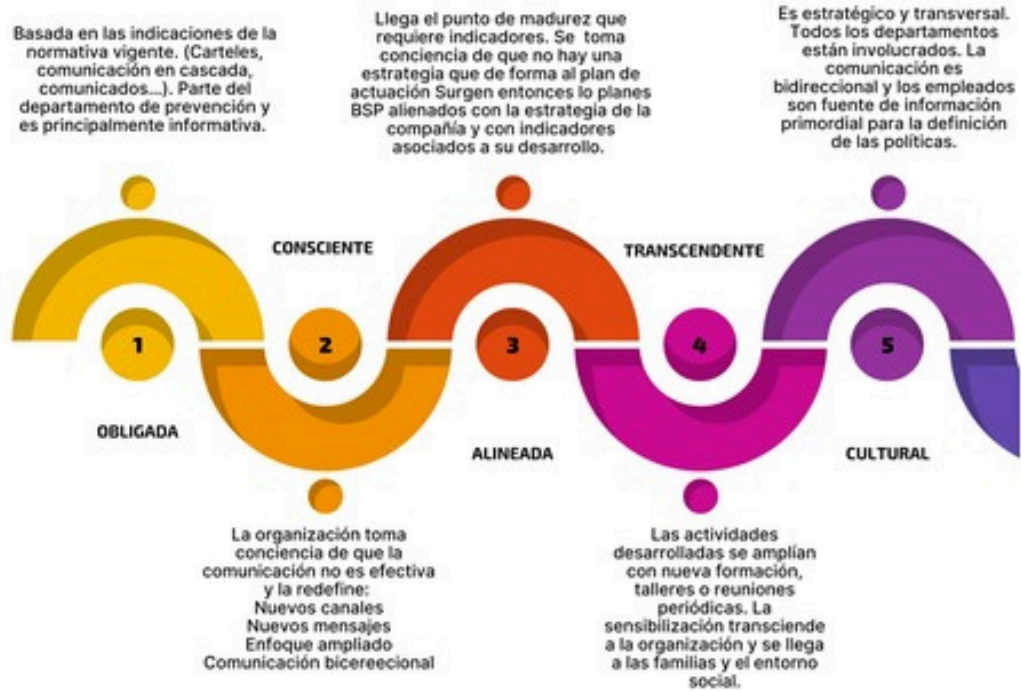 Basada en las indicaciones de la
normativa vigente. (Carteles,
comunicación en cascada,
comunicados...). Parte del
departamento de prevención y
es principalmente informativa.
1
OBLIGADA
CONSCIENTE
2
La organización toma
conciencia de que la
comunicación no es efectiva
y la redefine:
Nuevos canales
Nuevos mensajes
Enfoque ampliado
Comunicación bicereecional
Llega el punto de madurez que
requiere indicadores. Se toma
conciencia de que no hay una
estrategia que de forma al plan de
actuación Surgen entonces lo planes
BSP alienados con la estrategia de la
compañía y con indicadores
asociados a su desarrollo.
3
ALINEADA
TRANSCENDENTE
4
Las actividades
desarrolladas se amplían
con nueva formación,
talleres o reuniones
periódicas. La
sensibilización transciende
a la organización y se llega
a las familias y el entorno
social.
Es estratégico y transversal.
Todos los departamentos
están involucrados. La
comunicación es
bidireccional y los empleados
son fuente de información
primordial para la definición
de las políticas.
5
CULTURAL